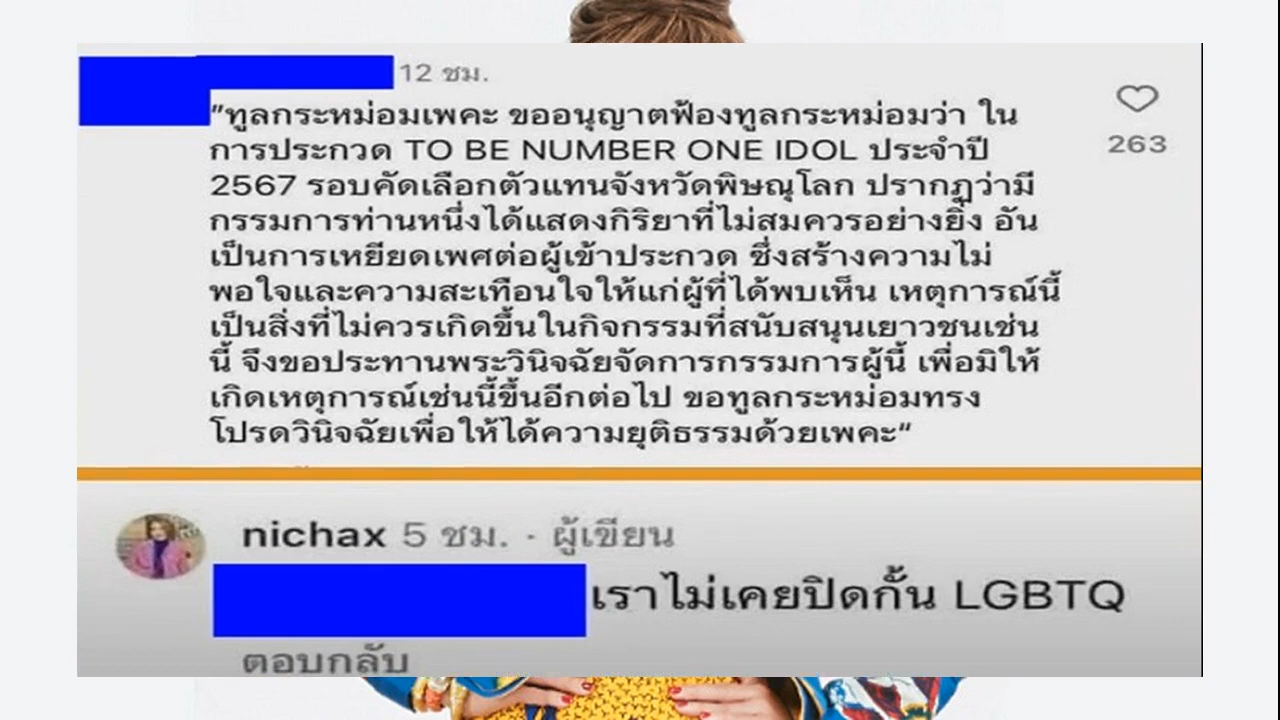 12 ชม.
"ทูลกระหม่อมเพคะ ขออนุญาตฟ้องทูลกระหม่อมว่า ใน
การประกวด TO BE NUMBER ONE IDOL ประจำปี
2567 รอบคัดเลือกตัวแทนจังหวัดพิษณุโลก ปรากฏว่ามี
กรรมการท่านหนึ่งได้แสดงกิริยาที่ไม่สมควรอย่างยิ่ง อัน
เป็นการเหยียดเพศต่อผู้เข้าประกวด ซึ่งสร้างความไม่
พอใจและความสะเทือนใจให้แก่ผู้ที่ได้พบเห็น เหตุการณ์นี้
เป็นสิ่งที่ไม่ควรเกิดขึ้นในกิจกรรมที่สนับสนุนเยาวชนเช่น
นี้ จึงขอประทานพระวินิจฉัยจัดการกรรมการผู้นี้ เพื่อมิให้
เกิดเหตุการณ์เช่นนี้ขึ้นอีกต่อไป ขอทูลกระหม่อมทรง
โปรดวินิจฉัยเพื่อให้ได้ความยุติธรรมด้วยเพคะ"
263
nichax 5 ชม. · ผู้เขียน
เราไม่เคยปิดกั้น LGBTQ
ตอบกลับ